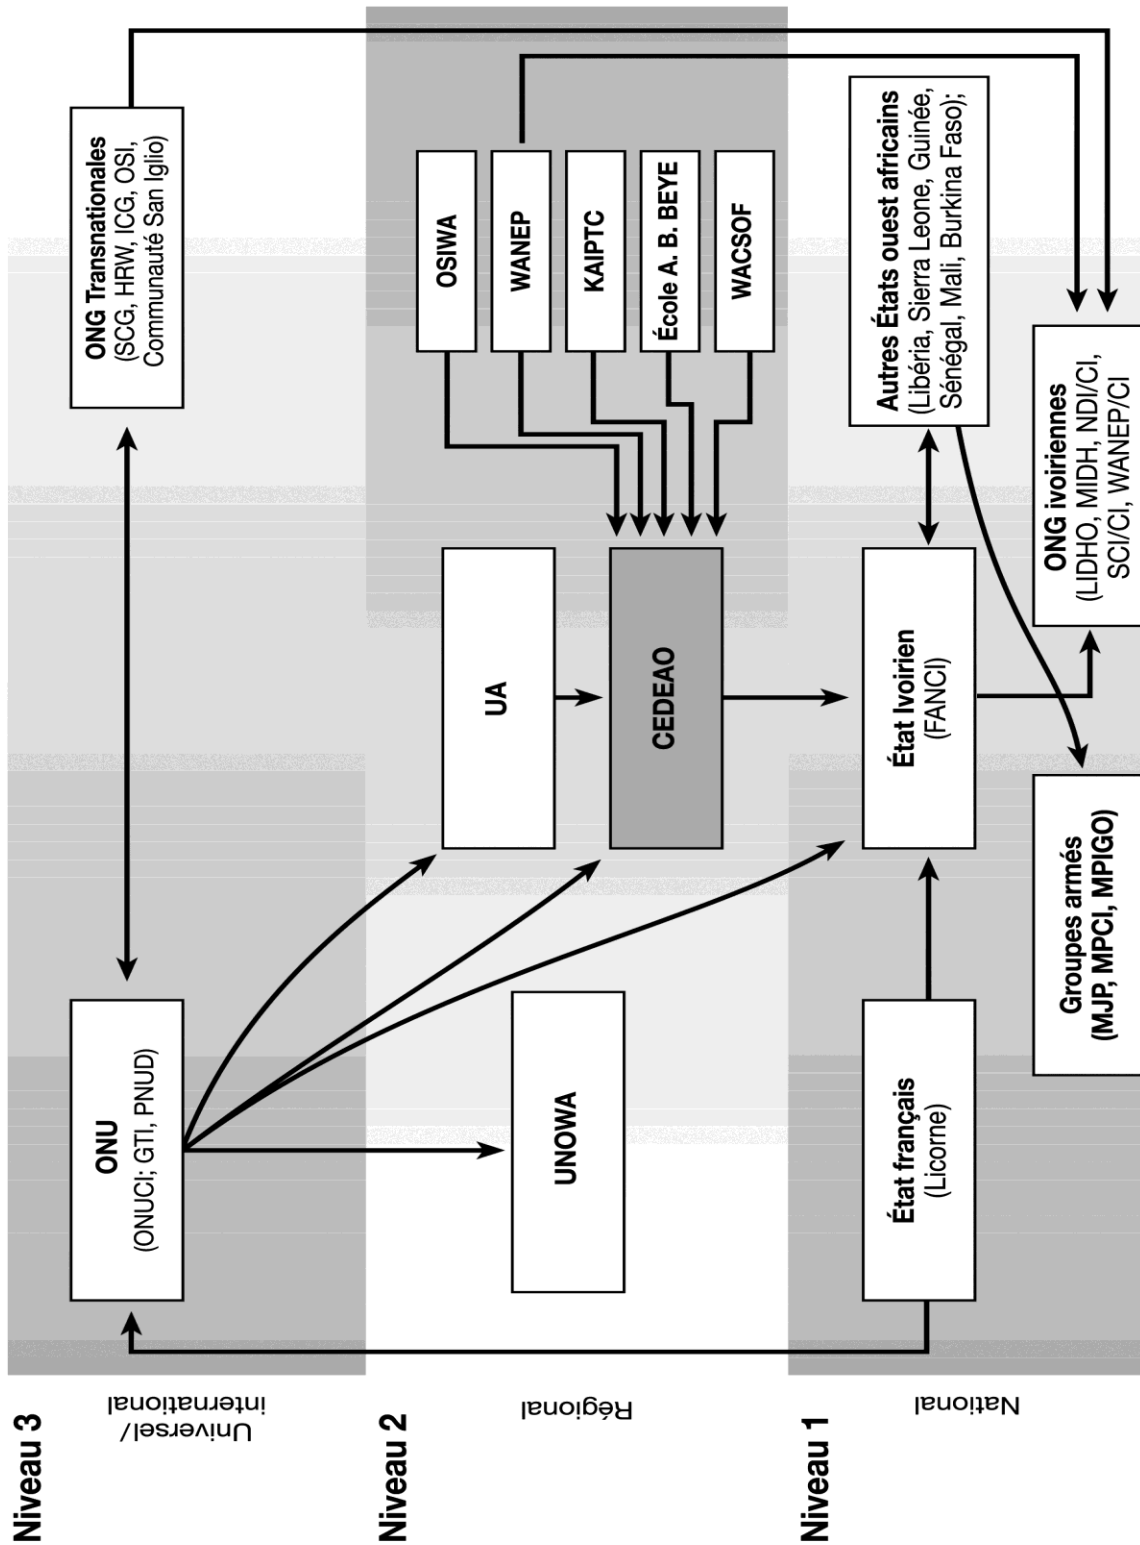 Niveau 3
Universel/
international
ONU
(ONUCI; GTI, PNUD)
ONG Transnationales
(SCG, HRW, ICG, OSI,
Communauté San Iglio)
Niveau 2
Régional
UNOWA
UA
CEDEAO
OSIWA
WANEP
KAIPTC
École A. B. BEYE
WACSOF
Niveau 1
National
État français
(Licorne)
État Ivoirien
(FANCI)
Autres États ouest africains
(Libéria, Sierra Leone, Guinée,
Sénégal, Mali, Burkina Faso);
Groupes armés
(MJP, MPCI, MPIGO)
ONG ivoiriennes
(LIDHO, MIDH, NDI/CI,
SCI/CI, WANEP/CI